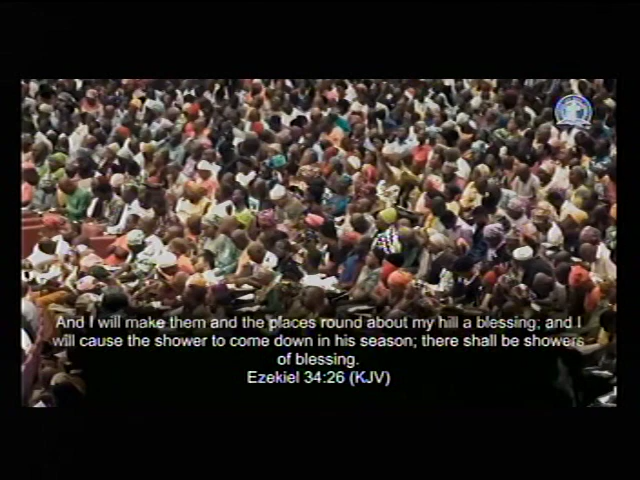 And I will make them and the places round about my hill a blessing; and I
will cause the shower to come down in his season; there shall be showers
of blessing.
Ezekiel 34:26 (KJV)